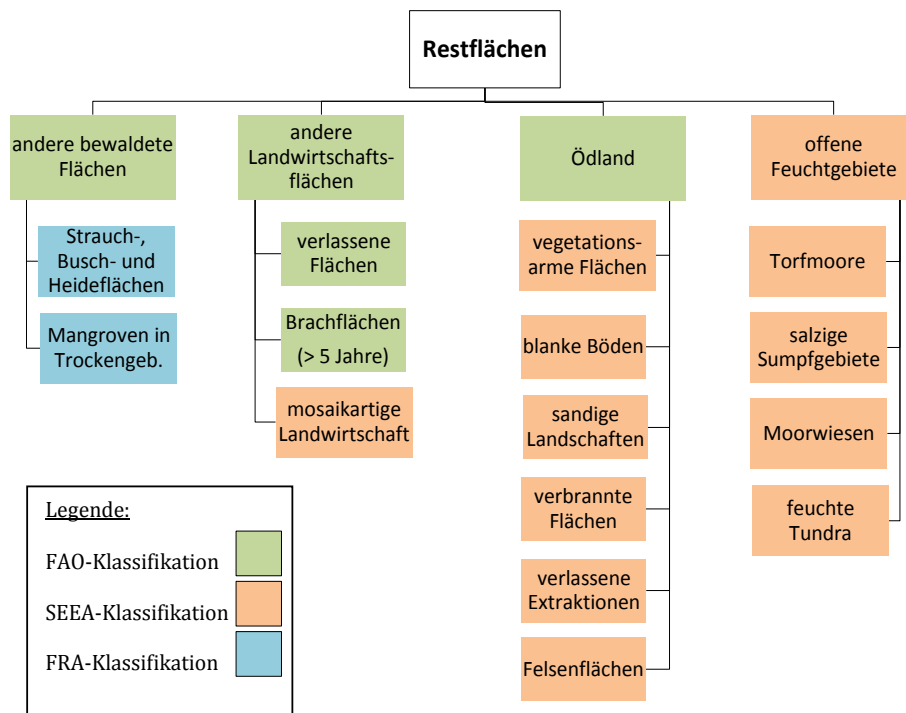 Restflächen
andere bewaldete
Flächen
Strauch-,
Busch- und
Heideflächen
Mangroven in
Trockengeb.
andere
Landwirtschafts-
flächen
verlassene
Flächen
Brachflächen
(> 5 Jahre)
mosaikartige
Landwirtschaft
Ödland
vegetations-
arme Flächen
blanke Böden
sandige
Landschaften
verbrannte
Flächen
verlassene
Extraktionen
Felsenflächen
offene
Feuchtgebiete
Torfmoore
salzige
Sumpfgebiete
Moorwiesen
feuchte
Tundra
Legende:
FAO-Klassifikation
SEEA-Klassifikation
FRA-Klassifikation